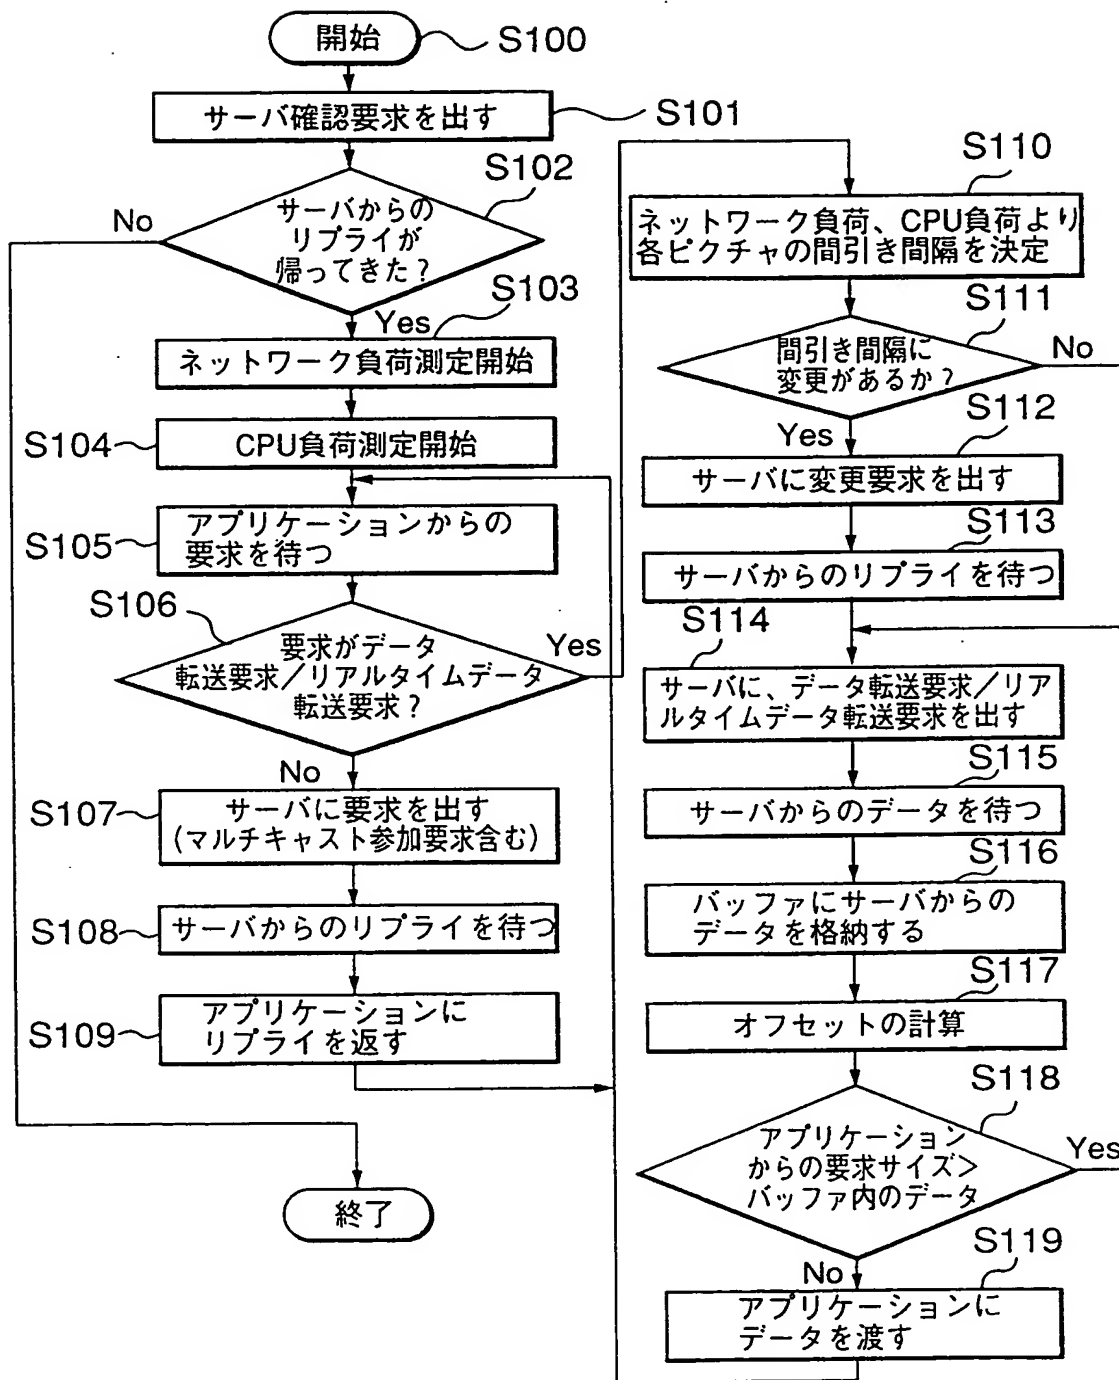 開始
S100
サーバ確認要求を出す
S101
S102
サーバからの
リプライが
帰ってきた?
No
Yes
S103
ネットワーク負荷測定開始
S104
CPU負荷測定開始
S105
アプリケーションからの
要求を待つ
S106
要求がデータ
転送要求/リアルタイムデータ
転送要求?
Yes
No
S107
サーバに要求を出す
(マルチキャスト参加要求含む)
S108
サーバからのリプライを待つ
S109
アプリケーションに
リプライを返す
終了
S110
ネットワーク負荷、CPU負荷より
各ピクチャの間引き間隔を決定
S111
間引き間隔に
変更があるか?
No
Yes
S112
サーバに変更要求を出す
S113
サーバからのリプライを待つ
S114
サーバに、データ転送要求/リア
ルタイムデータ転送要求を出す
S115
サーバからのデータを待つ
S116
バッファにサーバからの
データを格納する
S117
オフセットの計算
S118
アプリケーション
からの要求サイズ>
バッファ内のデータ
Yes
No
S119
アプリケーションに
データを渡す